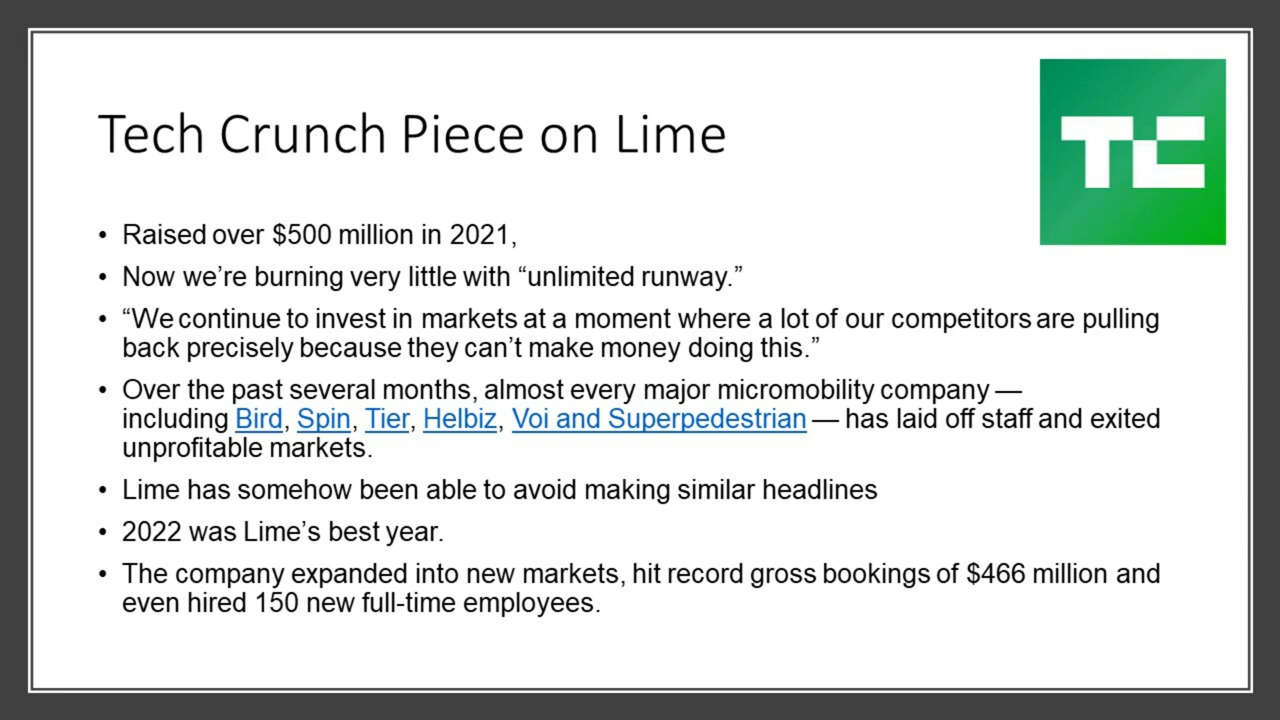 TC
Tech Crunch Piece on Lime
• Raised over $500 million in 2021,
• Now we’re burning very little with “unlimited runway.”
• “We continue to invest in markets at a moment where a lot of our competitors are pulling
back precisely because they can’t make money doing this.”
• Over the past several months, almost every major micromobility company —
including Bird, Spin, Tier, Helbiz, Voi and Superpedestrian — has laid off staff and exited
unprofitable markets.
• Lime has somehow been able to avoid making similar headlines
• 2022 was Lime’s best year.
• The company expanded into new markets, hit record gross bookings of $466 million and
even hired 150 new full-time employees.